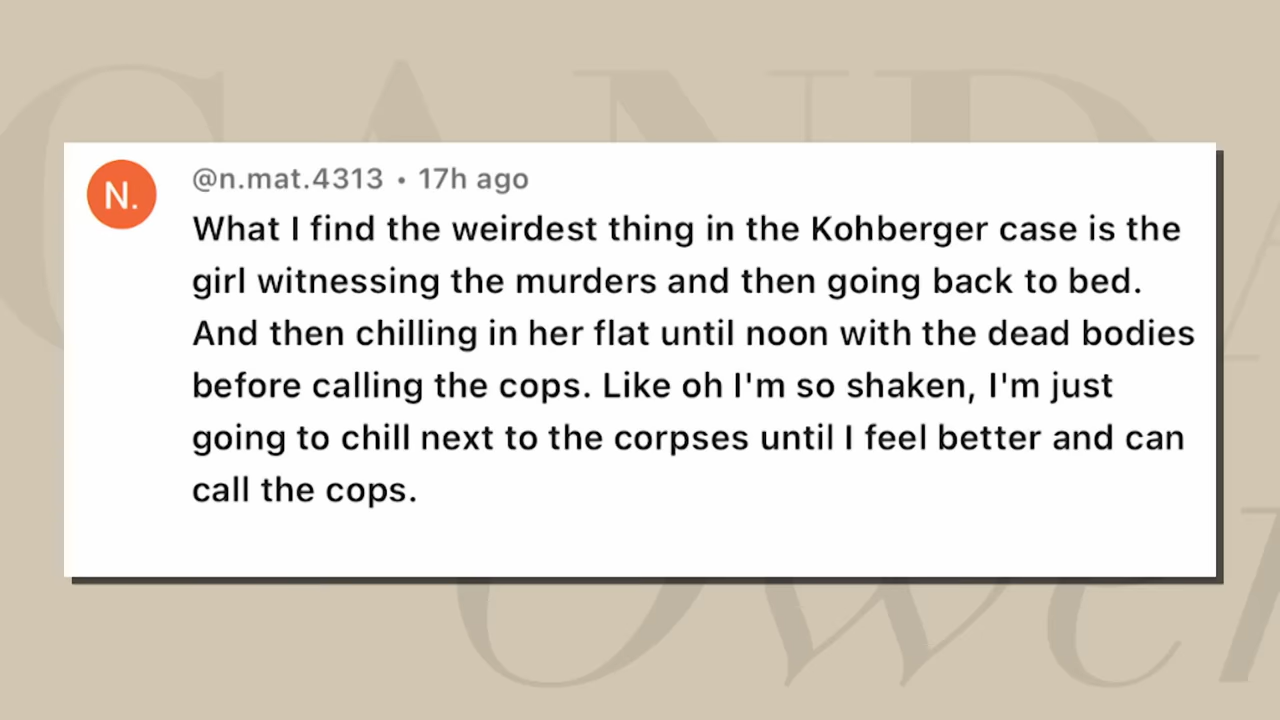 CAND
@n.mat.4313 • 17h ago
N.
What I find the weirdest thing in the Kohberger case is the
girl witnessing the murders and then going back to bed.
And then chilling in her flat until noon with the dead bodies
before calling the cops. Like oh I'm so shaken, I'm just
going to chill next to the corpses until I feel better and can
call the cops.